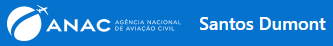 ANAC AGÊNCIA NACIONAL
DE AVIAÇÃO CIVIL
Santos Dumont